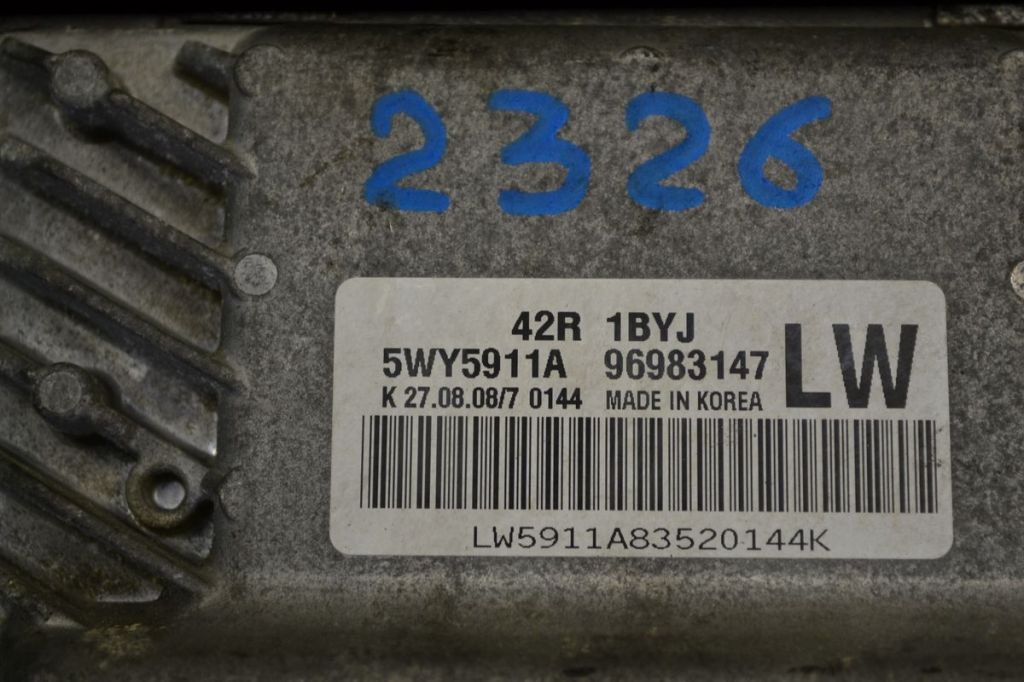 2326
42R 1BYJ
5WY5911A 96983147 LW
K 27.08.08/7 0144 MADE IN KOREA
LW5911A83520144K